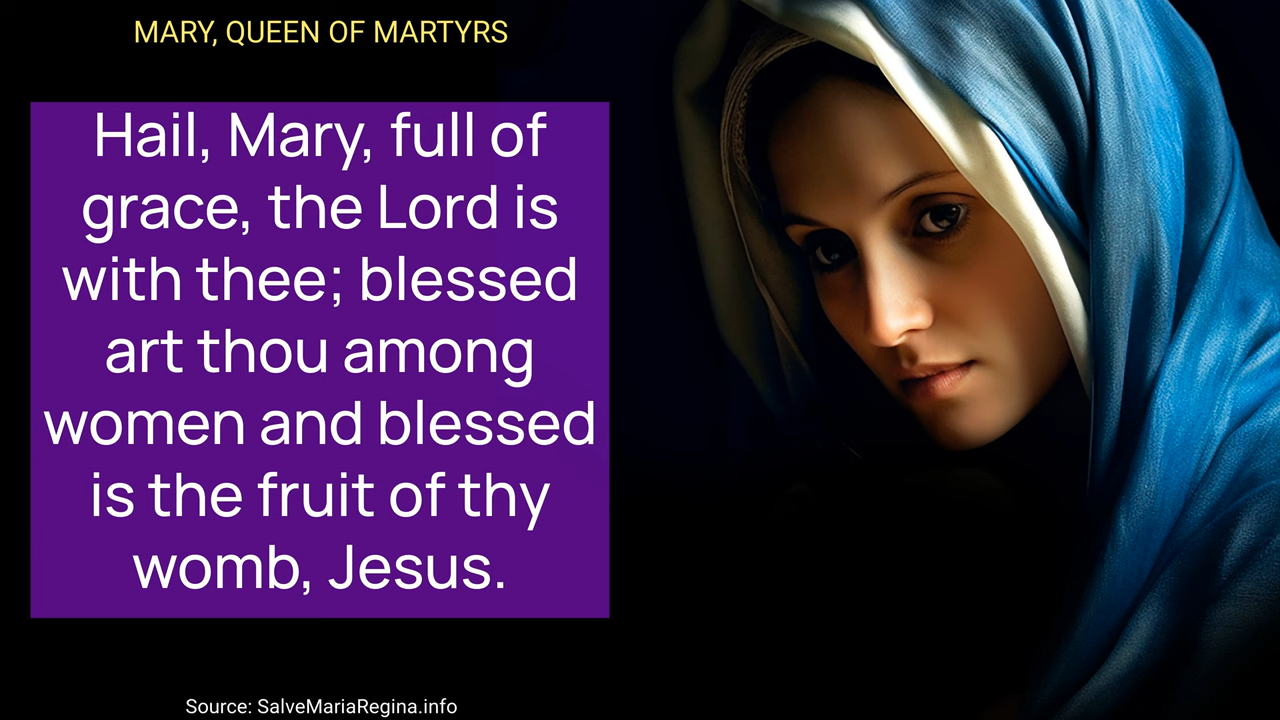 MARY, QUEEN OF MARTYRS
Hail, Mary, full of
grace, the Lord is
with thee; blessed
art thou among
women and blessed
is the fruit of thy
womb, Jesus.
Source: SalveMariaRegina.info